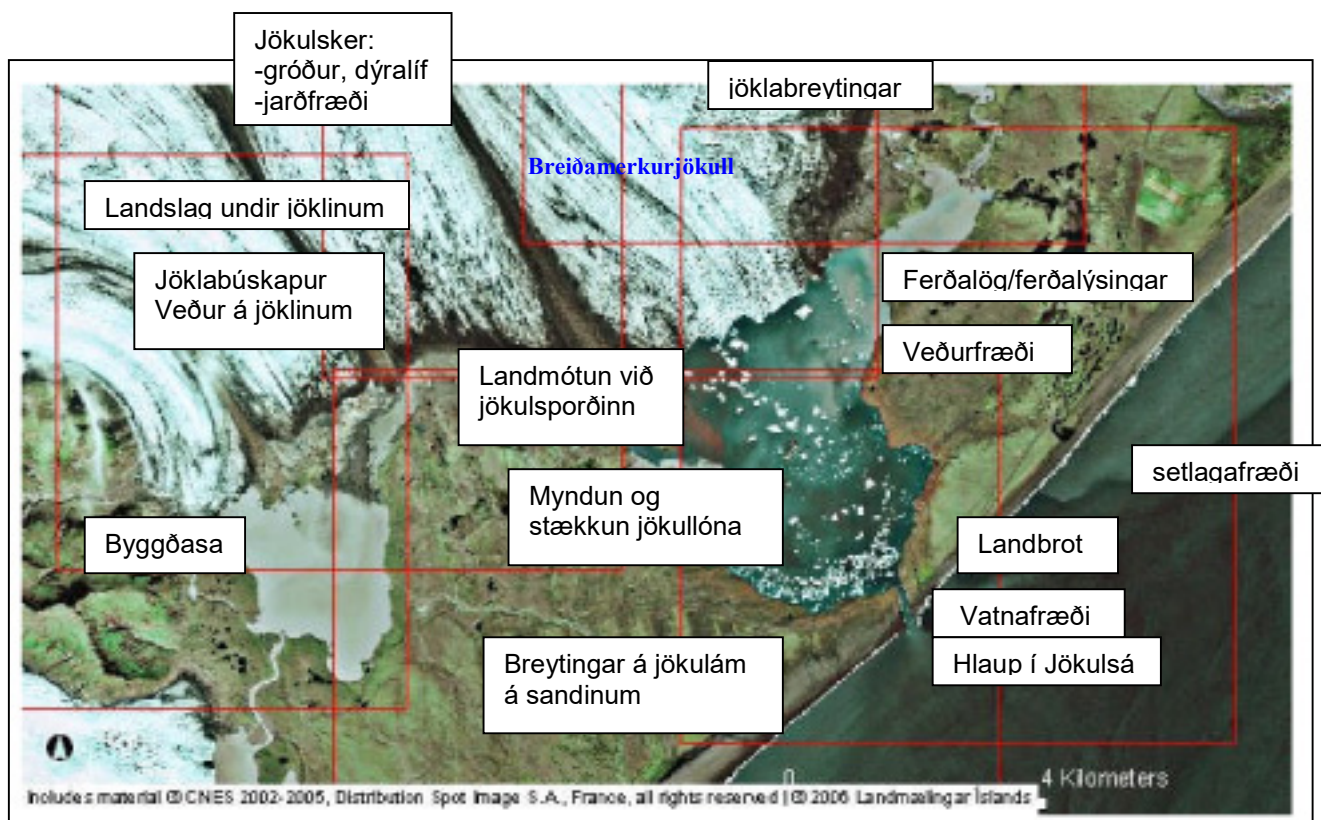 Jökulsker:
-gróður, dýralíf
-jarðfræði
jöklabreytingar
Breiðamerkurjökull
Landslag undir jöklinum
Jöklabúskapur
Veður á jöklinum
Ferðalög/ferðalýsingar
Veðurfræði
Landmótun við
jökulsporðinn
setlagafræði
Myndun og
stækkun jökullóna
Byggðasa
Landbrot
Vatnafræði
Breytingar á jökulám
á sandinum
Hlaup í Jökulsá
0
4 Kilometers
Includes material © CNES 2002-2005, Distribution Spot Image S.A., France, all rights reserved | © 2006 Landmælingar Íslands